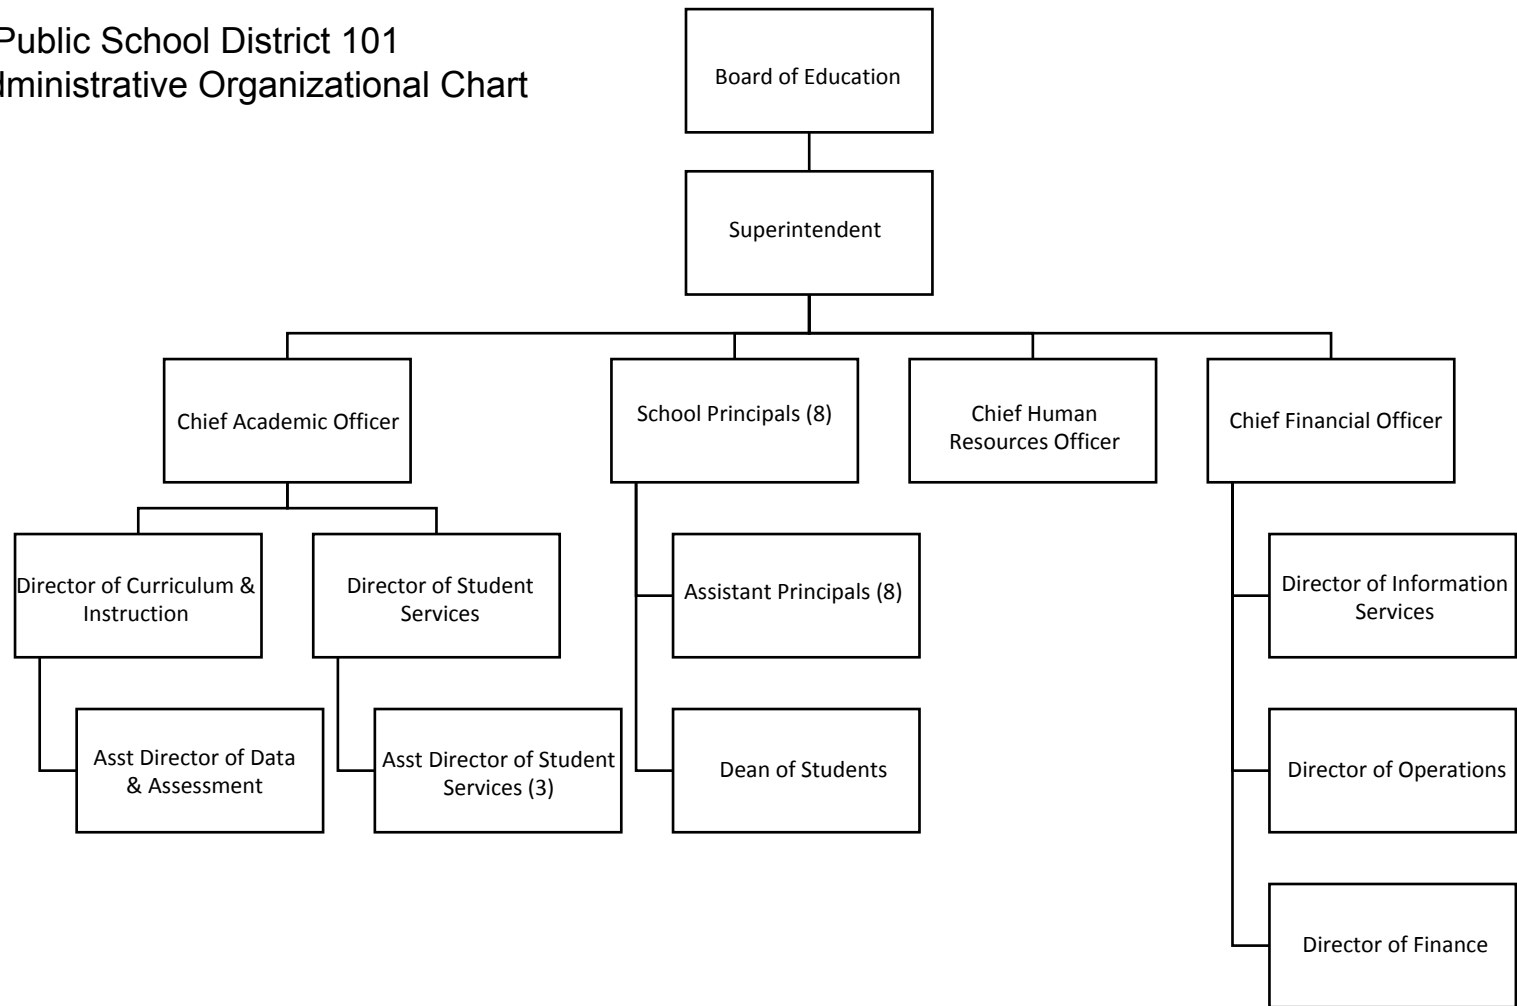 Public School District 101
dministrative Organizational Chart
Board of Education
Superintendent
Chief Academic Officer
School Principals (8)
Chief Human
Resources Officer
Chief Financial Officer
Director of Curriculum &
Instruction
Director of Student
Services
Assistant Principals (8)
Director of Information
Services
Asst Director of Data
& Assessment
Asst Director of Student
Services (3)
Dean of Students
Director of Operations
Director of Finance